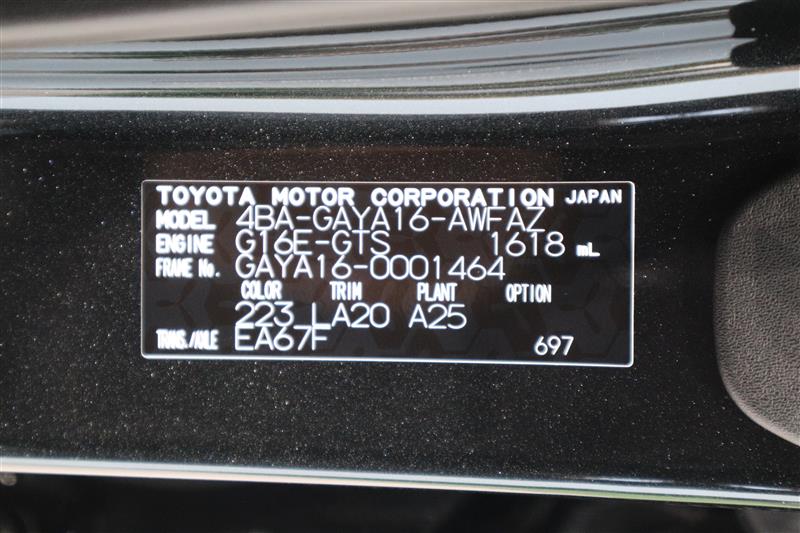 TOYOTA MOTOR CORPORATION JAPAN
MODEL 4BA-GAYA16-AWFAZ
ENGINE G16E-GTS 1618 mL
FRAME No. GAYA16-0001464
COLOR TRIM PLANT OPTION
223 LA20 A25
TRANS./AXLE EA67F 697